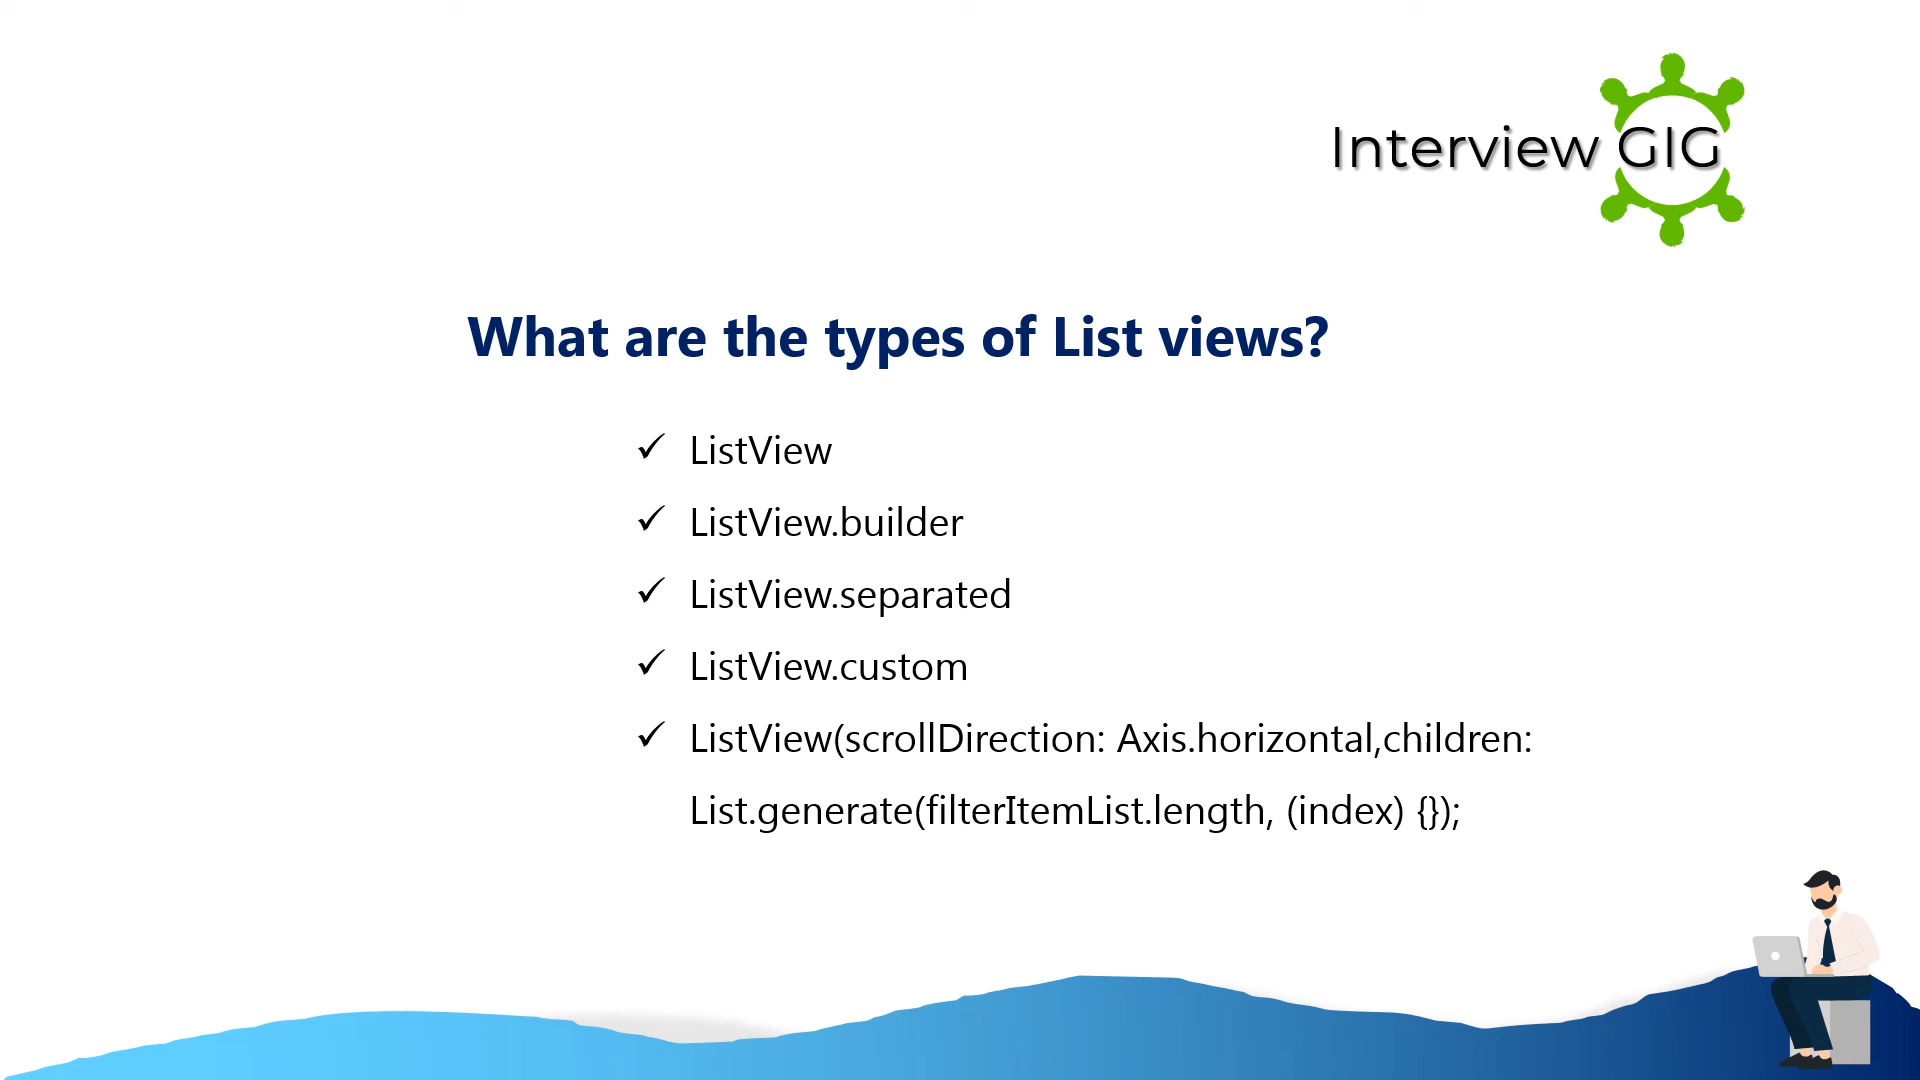 Interview GIG
What are the types of List views?
✓ ListView
✓ ListView.builder
✓ ListView.separated
✓ ListView.custom
✓ ListView(scrollDirection: Axis.horizontal,children:
List.generate(filterItemList.length, (index) {});